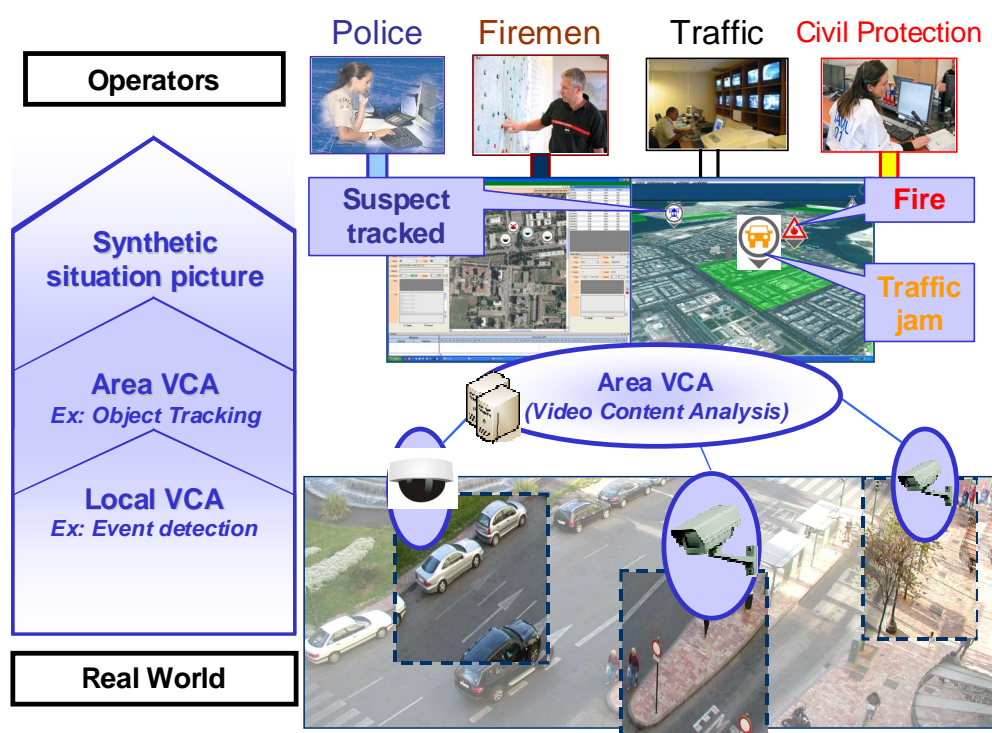 Police
Firemen
Traffic
Civil Protection
Operators
Suspect
tracked
Fire
Traffic
jam
Synthetic
situation picture
Area VCA
Ex: Object Tracking
Local VCA
Ex: Event detection
Area VCA
(Video Content Analysis)
Real World